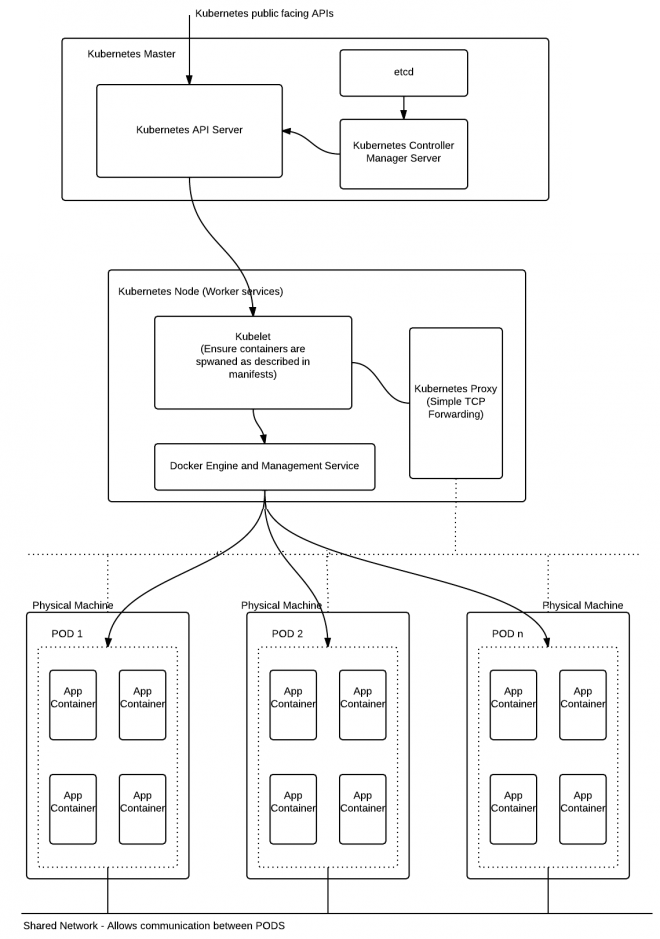 Kubernetes public facing APIs
Kubernetes Master
etcd
Kubernetes API Server
Kubernetes Controller
Manager Server
Kubernetes Node (Worker services)
Kubelet
(Ensure containers are
spwaned as described in
manifests)
Kubernetes Proxy
(Simple TCP
Forwarding)
Docker Engine and Management Service
Physical Machine
Physical Machine
Physical Machine
POD 1
POD 2
POD n
App
Container
App
Container
App
Container
App
Container
App
Container
App
Container
App
Container
App
Container
App
Container
App
Container
App
Container
App
Container
Shared Network - Allows communication between PODS